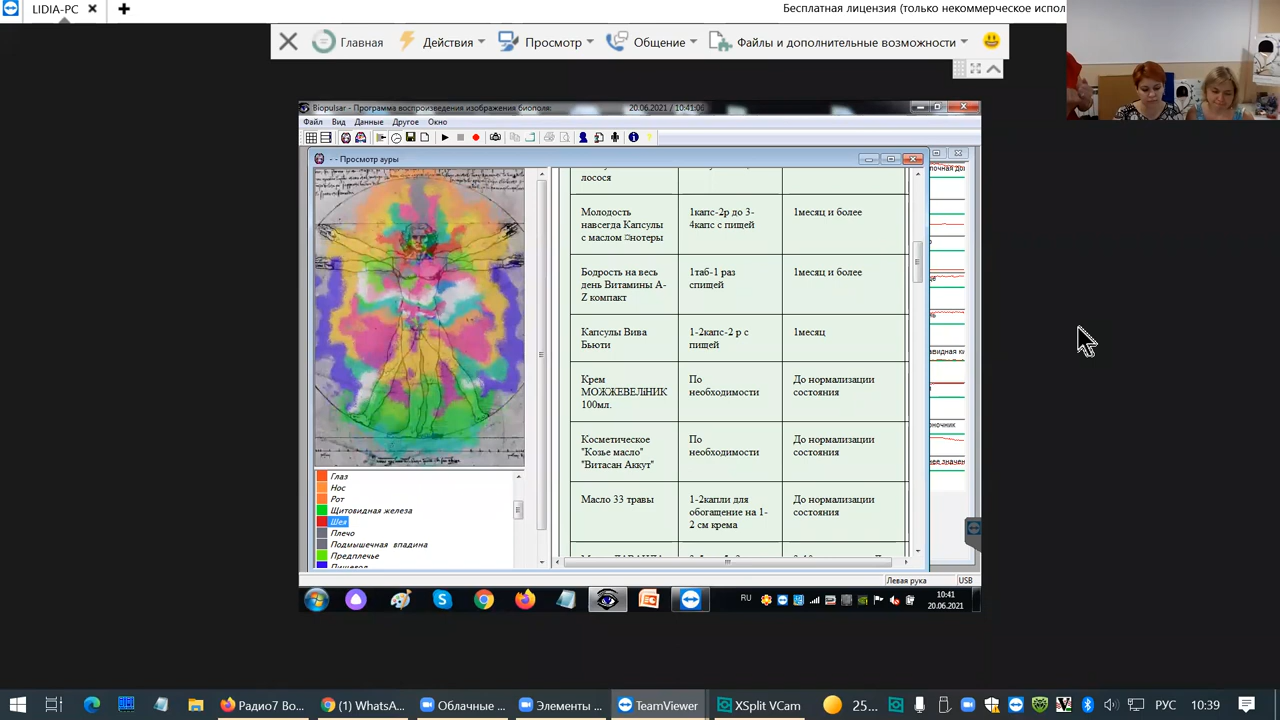 LIDIA-PC
Бесплатная лицензия (только некоммерческое испол
Главная
Действия
Просмотр
Общение
Файлы и дополнительные возможности
Biopulsar - Программа воспроизведения изображения биополя:
20.06.2021 / 10:41:06
Файл Вид Данные Другое Окно
- - Просмотр ауры
лосося
Молодость
навсегда Капсулы
с маслом ¤нотеры
1капс-2р до 3-
4капс с пищей
1месяц и более
Бодрость на весь
день Витамины A-
Z компакт
1таб-1 раз
спищей
1месяц и более
Капсулы Вива
Бьюти
1-2капс-2 р с
пищей
1месяц
Крем
МОЖЖЕВЕЛЬНИК
100мл.
По
необходимости
До нормализации
состояния
Косметическое
"Козье масло"
"Витасан Аккут"
По
необходимости
До нормализации
состояния
Масло 33 травы
1-2капли для
обогащение на 1-
2 см крема
До нормализации
состояния
Глаз
Нос
Рот
Щитовидная железа
Шея
Плечо
Подмышечная впадина
Предплечье
Пищевод
Левая рука
USB
RU
10:41
20.06.2021
Радио7 Во...
(1) WhatsA...
Облачные ...
Элементы ...
TeamViewer
XSplit VCam
25...
РУС
10:39